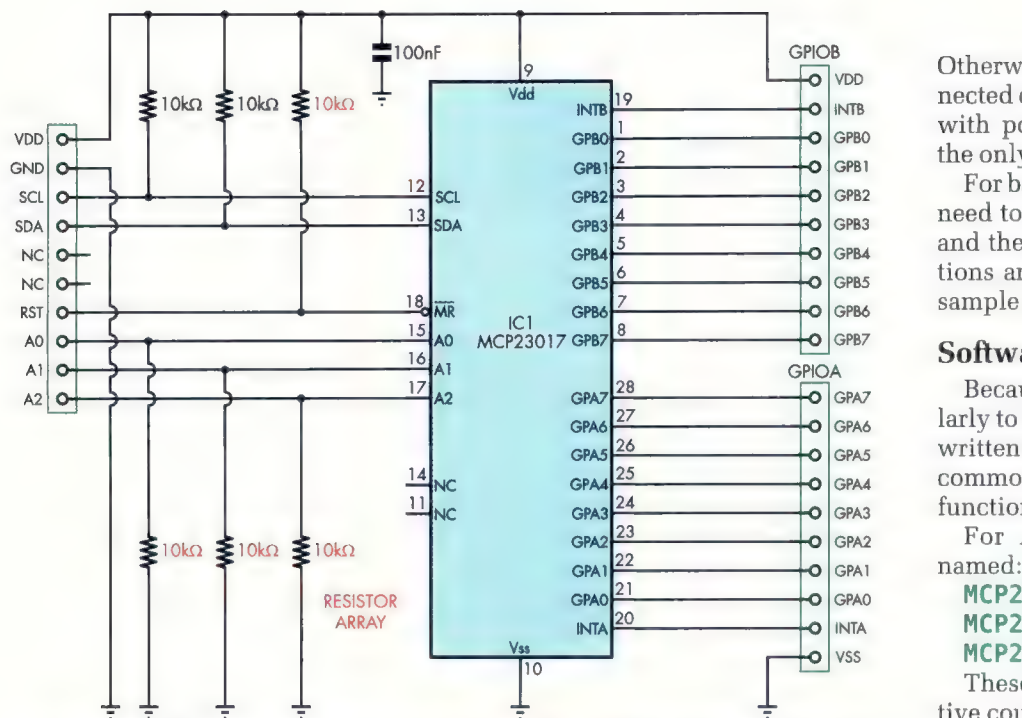 100nF
10kΩ
10kΩ
10kΩ
VDD
GND
SCL
SDA
NC
NC
RST
A0
A1
A2
9
Vdd
12
SCL
13
SDA
18
MR
15
A0
16
A1
17
A2
14
NC
11
NC
IC1
MCP23017
INTB
19
GPB0
1
GPB1
2
GPB2
3
GPB3
4
GPB4
5
GPB5
6
GPB6
7
GPB7
8
GPA7
28
GPA6
27
GPA5
26
GPA4
25
GPA3
24
GPA2
23
GPA1
22
GPA0
21
INTA
20
Vss
10
10kΩ
10kΩ
10kΩ
RESISTOR
ARRAY
GPIOB
VDD
INTB
GPB0
GPB1
GPB2
GPB3
GPB4
GPB5
GPB6
GPB7
GPIOA
GPA7
GPA6
GPA5
GPA4
GPA3
GPA2
GPA1
GPA0
INTA
VSS
Otherw
nected
with po
the only
For b
need to
and the
tions a
sample
Softwa
Becau
larly to
written
commo
function
For
named:
MCP2
MCP2
MCP2
These
tive cou